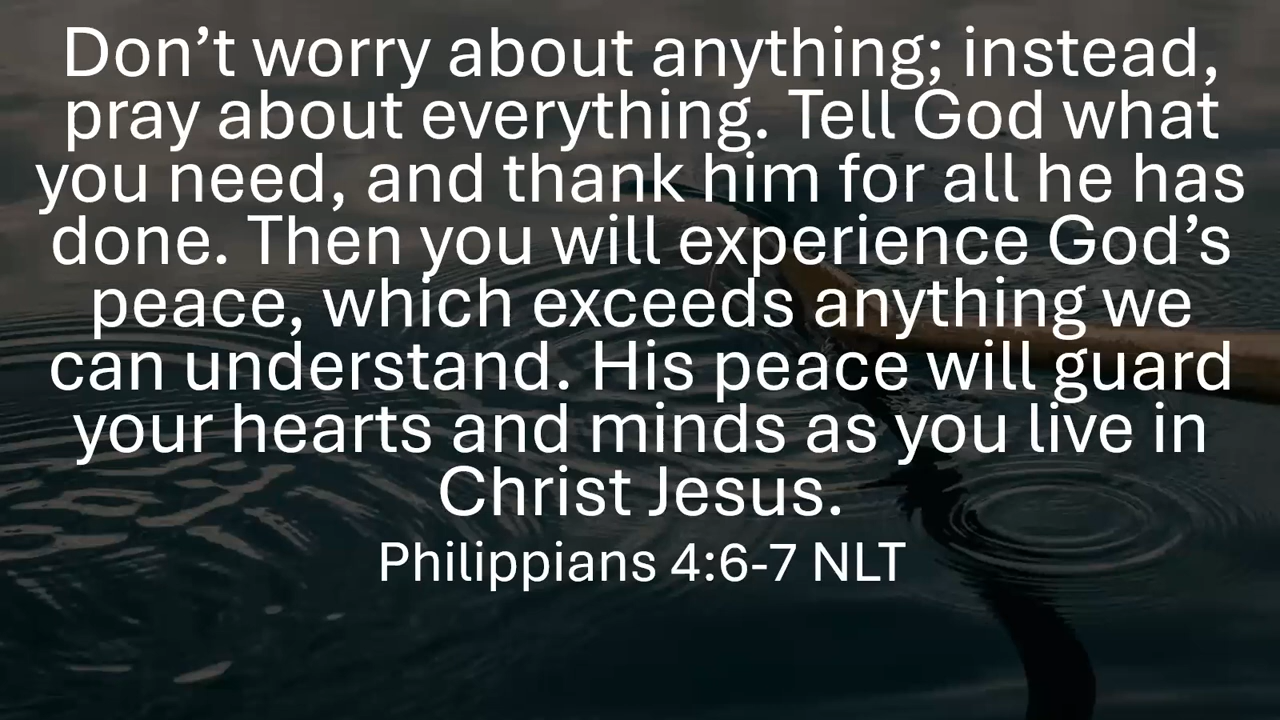 Don’t worry about anything; instead,
pray about everything. Tell God what
you need, and thank him for all he has
done. Then you will experience God’s
peace, which exceeds anything we
can understand. His peace will guard
your hearts and minds as you live in
Christ Jesus.
Philippians 4:6-7 NLT